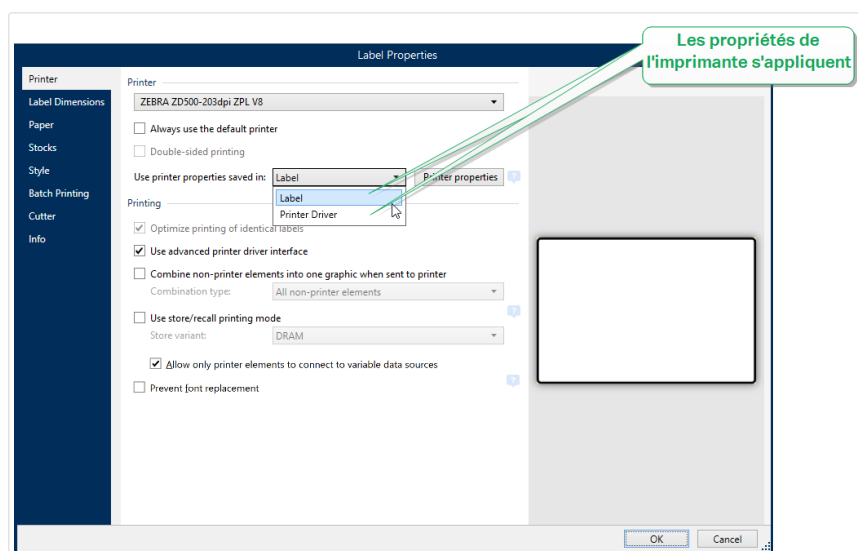 Les propriétés de
l'imprimante s'appliquent
Label Properties
Printer
Label Dimensions
Paper
Stocks
Style
Batch Printing
Cutter
Info
Printer
ZEBRA ZD500-203dpi ZPL V8
Always use the default printer
Double-sided printing
Use printer properties saved in: Label Printer properties ?
Label
Printer Driver
Printing
Optimize printing of identical labels
Use advanced printer driver interface
Combine non-printer elements into one graphic when sent to printer
Combination type: All non-printer elements
?
Use store/recall printing mode
Store variant: DRAM
Allow only printer elements to connect to variable data sources
Prevent font replacement ?
OK Cancel